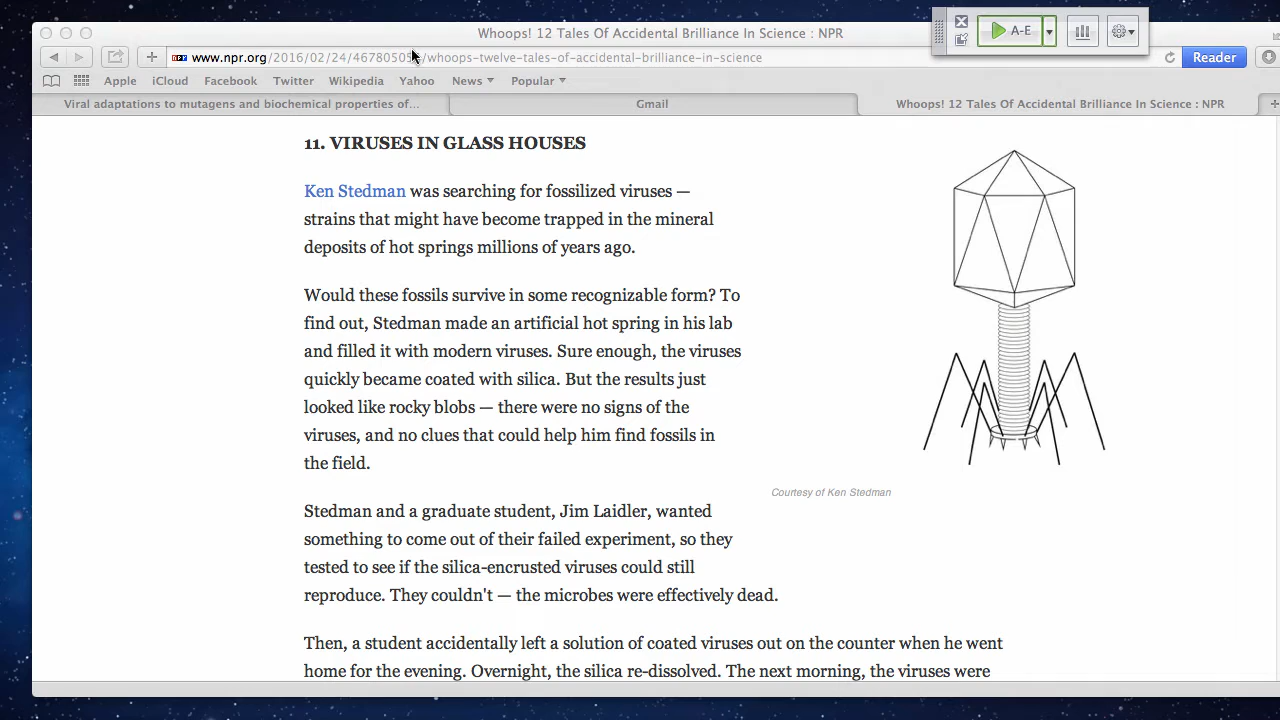 Whoops! 12 Tales Of Accidental Brilliance In Science : NPR
A-E
www.npr.org/2016/02/24/46780505/whoops-twelve-tales-of-accidental-brilliance-in-science
Reader
Apple iCloud Facebook Twitter Wikipedia Yahoo News Popular
Viral adaptations to mutagens and biochemical properties of...
Gmail
Whoops! 12 Tales Of Accidental Brilliance In Science : NPR
11. VIRUSES IN GLASS HOUSES
Ken Stedman was searching for fossilized viruses —
strains that might have become trapped in the mineral
deposits of hot springs millions of years ago.
Would these fossils survive in some recognizable form? To
find out, Stedman made an artificial hot spring in his lab
and filled it with modern viruses. Sure enough, the viruses
quickly became coated with silica. But the results just
looked like rocky blobs — there were no signs of the
viruses, and no clues that could help him find fossils in
the field.
Courtesy of Ken Stedman
Stedman and a graduate student, Jim Laidler, wanted
something to come out of their failed experiment, so they
tested to see if the silica-encrusted viruses could still
reproduce. They couldn't — the microbes were effectively dead.
Then, a student accidentally left a solution of coated viruses out on the counter when he went
home for the evening. Overnight, the silica re-dissolved. The next morning, the viruses were